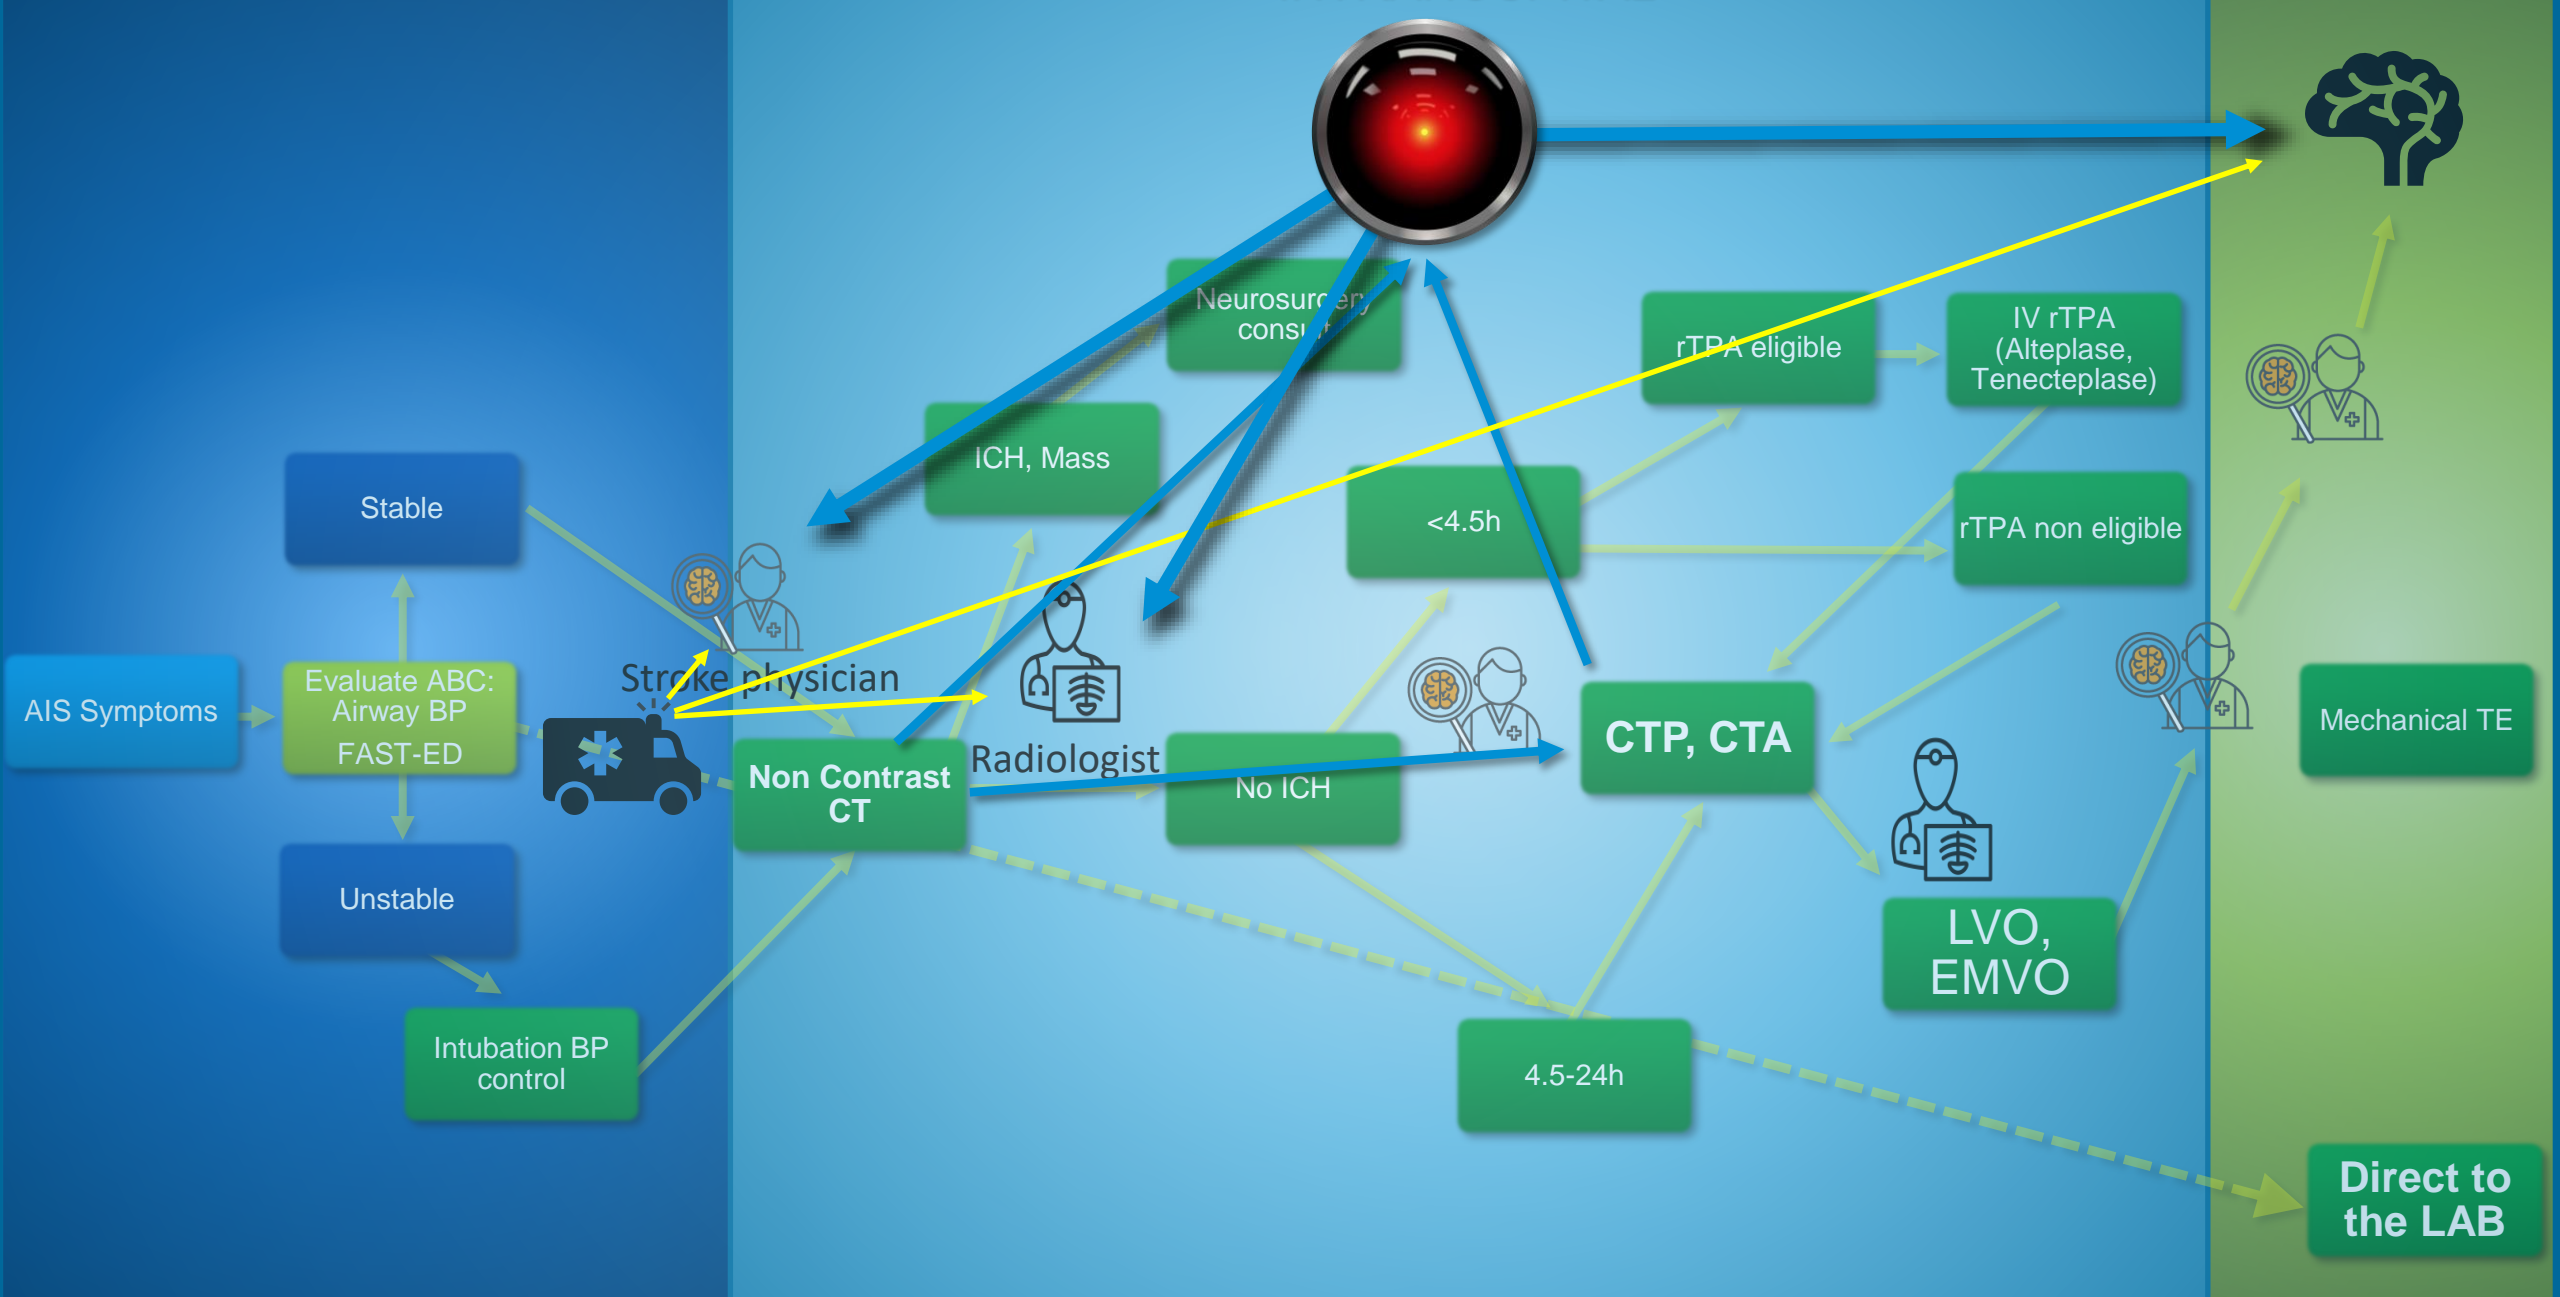 AIS Symptoms
Evaluate ABC:
Airway BP
FAST-ED
Stable
Unstable
Intubation BP
control
Stroke physician
Non Contrast
CT
Radiologist
ICH, Mass
Neurosurgery
consult
No ICH
<4.5h
4.5-24h
rTPA eligible
IV rTPA
(Alteplase,
Tenecteplase)
rTPA non eligible
CTP, CTA
LVO,
EMVO
Mechanical TE
Direct to
the LAB